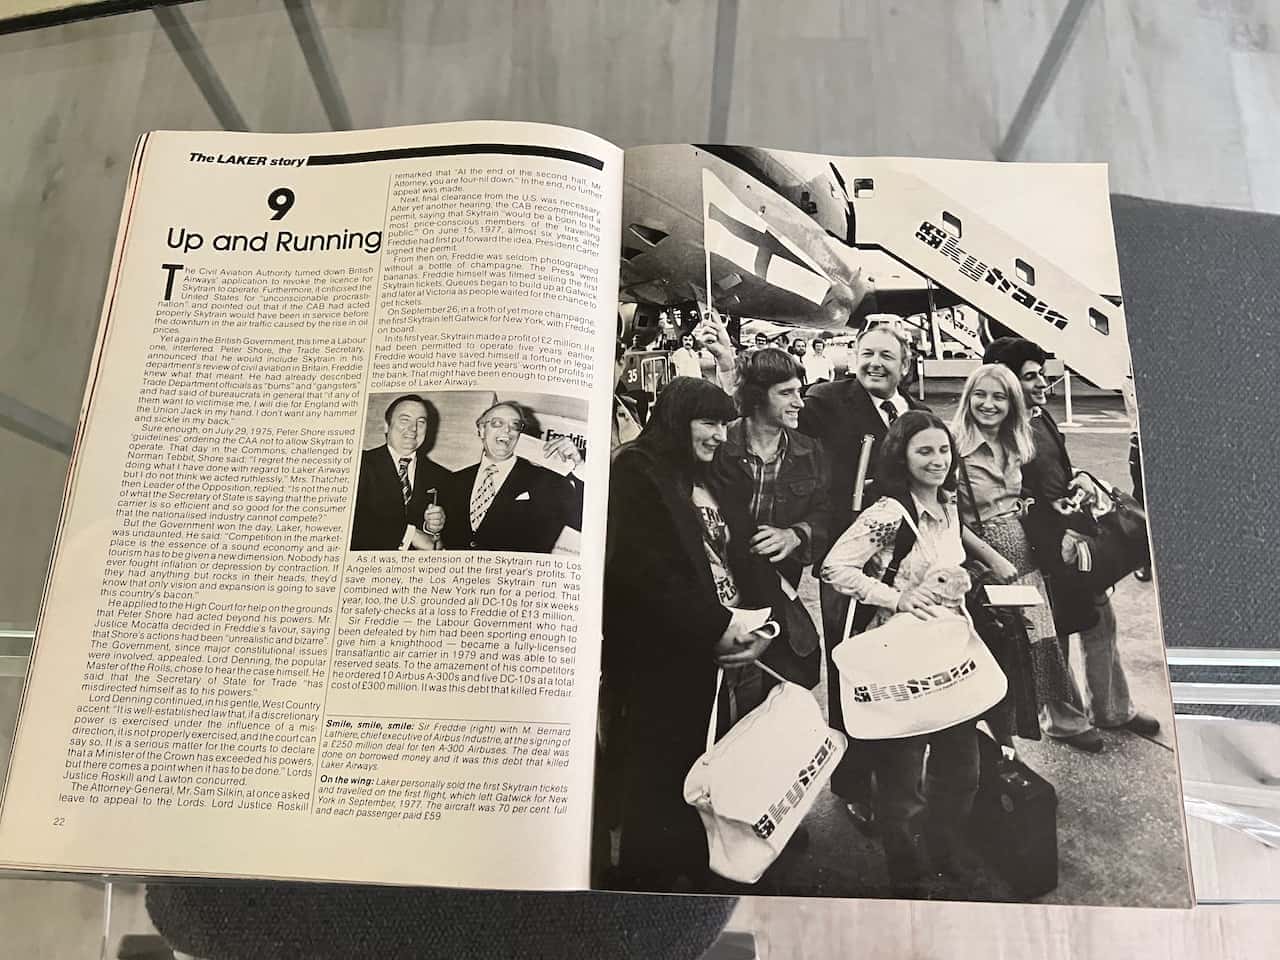 The LAKER story
9
Up and Running
The Civil Aviation Authority turned down British
Airways' application to revoke the licence for
Skytrain to operate. Furthermore, it criticised the
United States for "unconscionable procrasti-
nation" and pointed out that if the CAB had acted
properly Skytrain would have been in service before
the downturn in the air traffic caused by the rise in oil
prices.
Yet again the British Government, this time a Labour
one, interfered. Peter Shore, the Trade Secretary,
announced that he would include Skytrain in his
department's review of civil aviation in Britain. Freddie
knew what that meant. He had already described
Trade Department officials as "bums" and "gangsters"
and had said of bureaucrats in general that "if any of
them want to victimise me, I will die for England with
the Union Jack in my hand. I don't want any hammer
and sickle in my back."
Sure enough, on July 29, 1975, Peter Shore issued
'guidelines' ordering the CAA not to allow Skytrain to
operate. That day in the Commons, challenged by
Norman Tebbit, Shore said: "I regret the necessity of
doing what I have done with regard to Laker Airways
but I do not think we acted ruthlessly." Mrs. Thatcher,
then Leader of the Opposition, replied: "Is not the nub
of what the Secretary of State is saying that the private
carrier is so efficient and so good for the consumer
that the nationalised industry cannot compete?"
But the Government won the day. Laker, however,
was undaunted. He said: "Competition in the market-
place is the essence of a sound economy and air-
tourism has to be given a new dimension. Nobody has
ever fought inflation or depression by contraction. If
they had anything but rocks in their heads, they'd
know that only vision and expansion is going to save
this country's bacon."
He applied to the High Court for help on the grounds
that Peter Shore had acted beyond his powers. Mr.
Justice Mocatta decided in Freddie's favour, saying
that Shore's actions had been "unrealistic and bizarre".
The Government, since major constitutional issues
were involved, appealed. Lord Denning, the popular
Master of the Rolls, chose to hear the case himself. He
said that the Secretary of State for Trade "has
misdirected himself as to his powers."
Lord Denning continued, in his gentle, West Country
accent: "It is well-established law that, if a discretionary
power is exercised under the influence of a mis-
direction, it is not properly exercised, and the court can
say so. It is a serious matter for the courts to declare
that a Minister of the Crown has exceeded his powers,
but there comes a point when it has to be done." Lords
Justice Roskill and Lawton concurred.
The Attorney-General, Mr. Sam Silkin, at once asked
leave to appeal to the Lords. Lord Justice Roskill
22
remarked that "At the end of the second half, Mr.
Attorney, you are four-nil down." In the end, no further
appeal was made.
Next, final clearance from the U.S. was necessary.
After yet another hearing, the CAB recommended a
permit, saying that Skytrain "would be a boon to the
most price-conscious members of the travelling
public." On June 15, 1977, almost six years after
Freddie had first put forward the idea, President Carter
signed the permit.
From then on, Freddie was seldom photographed
without a bottle of champagne. The Press went
bananas. Freddie himself was filmed selling the first
Skytrain tickets. Queues began to build up at Gatwick
and later at Victoria as people waited for the chance to
get tickets.
On September 26, in a froth of yet more champagne,
the first Skytrain left Gatwick for New York, with Freddie
on board.
In its first year, Skytrain made a profit of £2 million. If it
had been permitted to operate five years earlier,
Freddie would have saved himself a fortune in legal
fees and would have had five years' worth of profits in
the bank. That might have been enough to prevent the
collapse of Laker Airways.
Freddie
As it was, the extension of the Skytrain run to Los
Angeles almost wiped out the first year's profits. To
save money, the Los Angeles Skytrain run was
combined with the New York run for a period. That
year, too, the U.S. grounded all DC-10s for six weeks
for safety-checks at a loss to Freddie of £13 million.
Sir Freddie — the Labour Government who had
been defeated by him had been sporting enough to
give him a knighthood — became a fully-licensed
transatlantic air carrier in 1979 and was able to sell
reserved seats. To the amazement of his competitors
he ordered 10 Airbus A-300s and five DC-10s at a total
cost of £300 million. It was this debt that killed Fredair.
Smile, smile, smile: Sir Freddie (right) with M. Bernard
Lathiere, chief executive of Airbus Industrie, at the signing of
a £250 million deal for ten A-300 Airbuses. The deal was
done on borrowed money and it was this debt that killed
Laker Airways.
On the wing: Laker personally sold the first Skytrain tickets
and travelled on the first flight, which left Gatwick for New
York in September, 1977. The aircraft was 70 per cent. full
and each passenger paid £59.
Skytrain
35
Skytrain
Skytrain